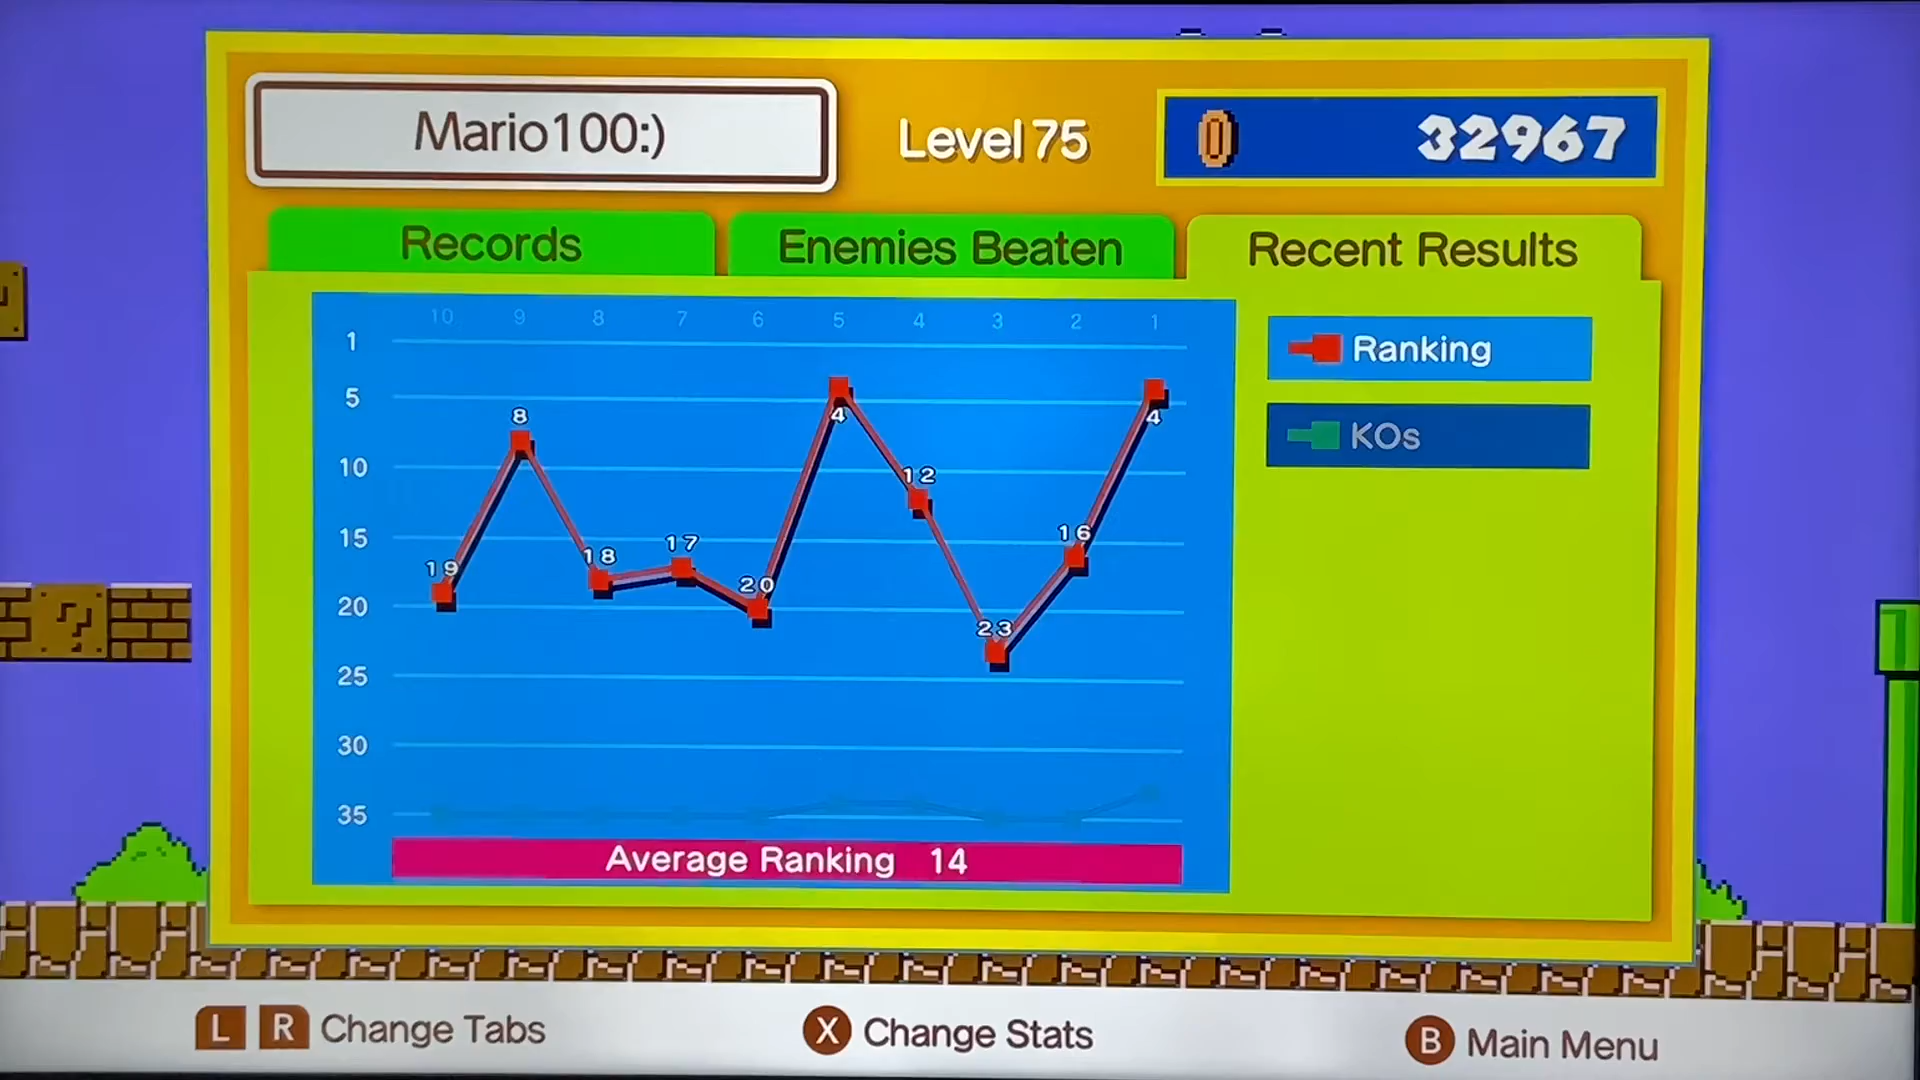 Mario100:)
Level 75
32967
Records
Enemies Beaten
Recent Results
10 9 8 7 6 5 4 3 2 1
1
5
10
15
20
25
30
35
19 8 18 17 20 4 12 23 16 4
Ranking
KOs
Average Ranking 14
L R Change Tabs
X Change Stats
B Main Menu